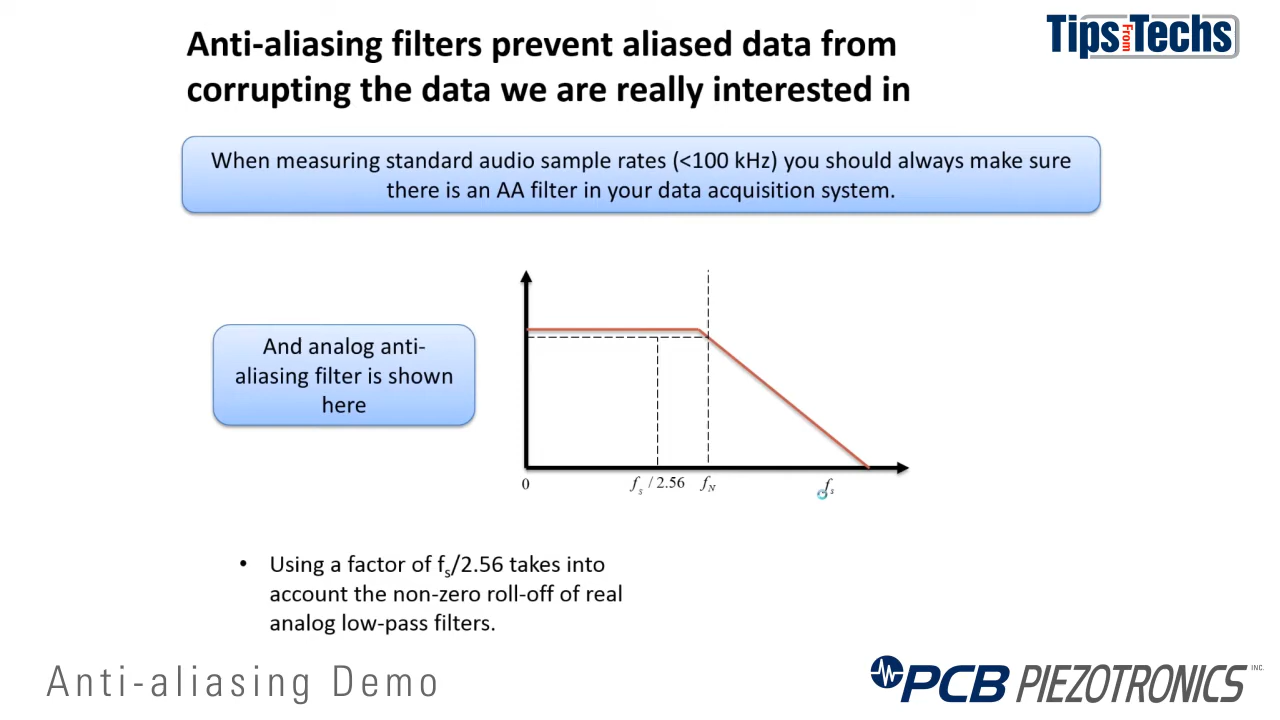 Anti-aliasing filters prevent aliased data from
corrupting the data we are really interested in
Tips From Techs
When measuring standard audio sample rates (<100 kHz) you should always make sure
there is an AA filter in your data acquisition system.
And analog anti-
aliasing filter is shown
here
0
fs / 2.56
fN
fs
• Using a factor of fs/2.56 takes into
account the non-zero roll-off of real
analog low-pass filters.
Anti-aliasing Demo
PCB PIEZOTRONICS INC.